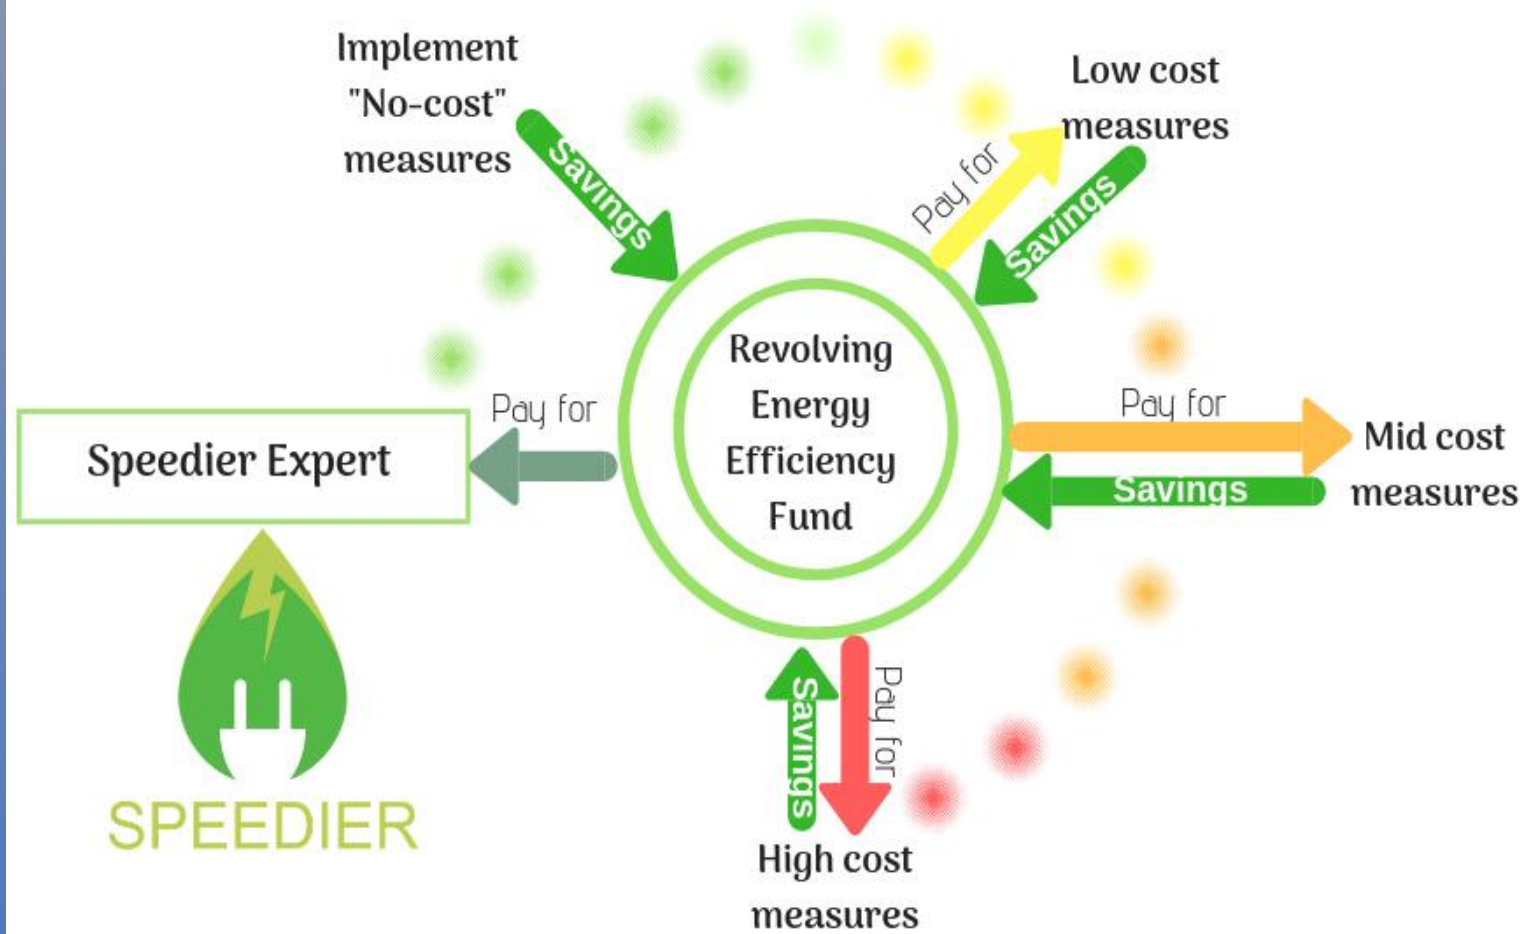 Implement
"No-cost"
measures
Savings
Low cost
measures
Pay for
Savings
Revolving
Energy
Efficiency
Fund
Pay for
Speedier Expert
Pay for
Savings
Mid cost
measures
Savings
Pay for
High cost
measures
SPEEDIER